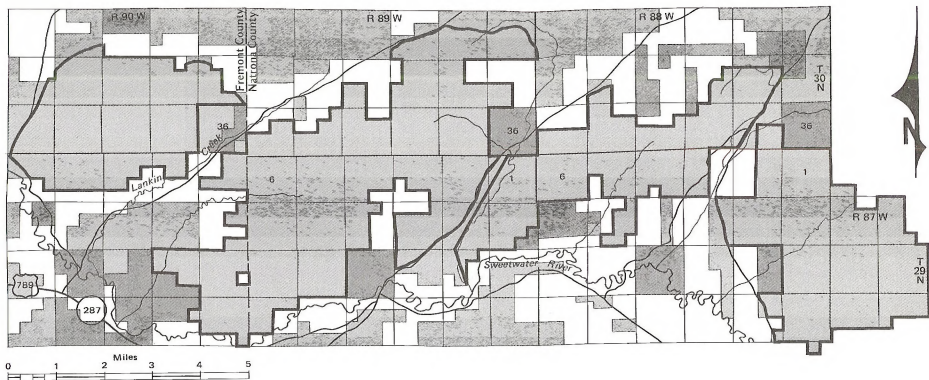 R 90 W
R 89 W
R 88 W
Fremont County
Natrona County
T
30
N
36
36
36
N
Creek
Lankin
6
1
6
1
R 87 W
Sweetwater River
T
29
N
789
287
Miles
0 1 2 3 4 5